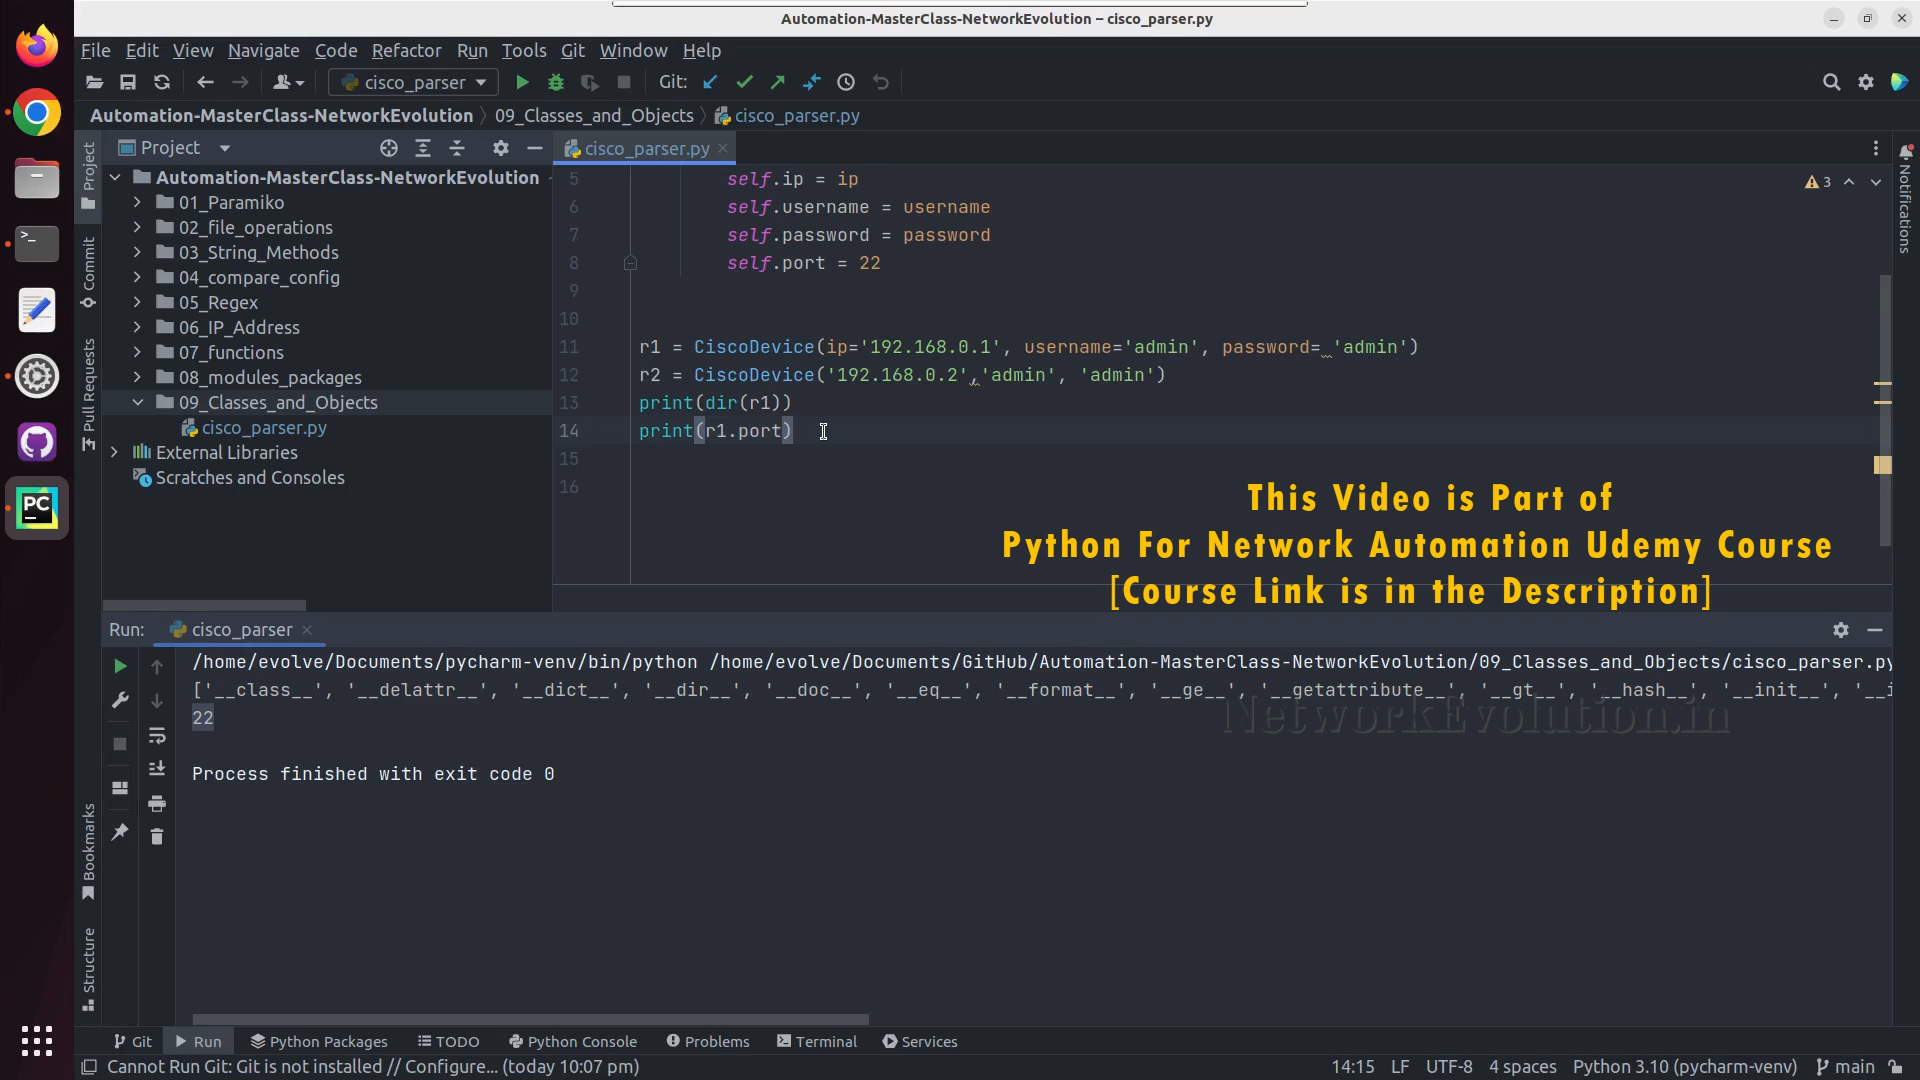 Automation-MasterClass-NetworkEvolution – cisco_parser.py
File Edit View Navigate Code Refactor Run Tools Git Window Help
cisco_parser Git:
Automation-MasterClass-NetworkEvolution 09_Classes_and_Objects cisco_parser.py
Project
cisco_parser.py
Project
Commit
Pull Requests
Automation-MasterClass-NetworkEvolution
01_Paramiko
02_file_operations
03_String_Methods
04_compare_config
05_Regex
06_IP_Address
07_functions
08_modules_packages
09_Classes_and_Objects
cisco_parser.py
External Libraries
Scratches and Consoles
3
Notifications
5 self.ip = ip
6 self.username = username
7 self.password = password
8 self.port = 22
9
10
11 r1 = CiscoDevice(ip='192.168.0.1', username='admin', password= 'admin')
12 r2 = CiscoDevice('192.168.0.2','admin', 'admin')
13 print(dir(r1))
14 print(r1.port)
15
16
This Video is Part of
Python For Network Automation Udemy Course
[Course Link is in the Description]
Run: cisco_parser
/home/evolve/Documents/pycharm-venv/bin/python /home/evolve/Documents/GitHub/Automation-MasterClass-NetworkEvolution/09_Classes_and_Objects/cisco_parser.py
['__class__', '__delattr__', '__dict__', '__dir__', '__doc__', '__eq__', '__format__', '__ge__', '__getattribute__', '__gt__', '__hash__', '__init__', '__i
22
NetworkEvolution.in
Process finished with exit code 0
Bookmarks
Structure
PC
Git Run Python Packages TODO Python Console Problems Terminal Services
Cannot Run Git: Git is not installed // Configure... (today 10:07 pm)
14:15 LF UTF-8 4 spaces Python 3.10 (pycharm-venv) main